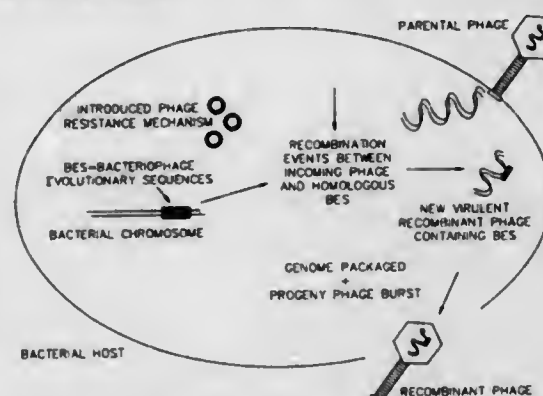 PARENTAL PHAGE
INTRODUCED PHAGE
RESISTANCE MECHANISM
BES=BACTERIOPHAGE
EVOLUTIONARY SEQUENCES
BACTERIAL CHROMOSOME
RECOMBINATION
EVENTS BETWEEN
INCOMING PHAGE
AND HOMOLOGOUS
BES
NEW VIRULENT
RECOMBINANT PHAGE
CONTAINING BES
GENOME PACKAGED
+
PROGENY PHAGE BURST
BACTERIAL HOST
RECOMBINANT PHAGE